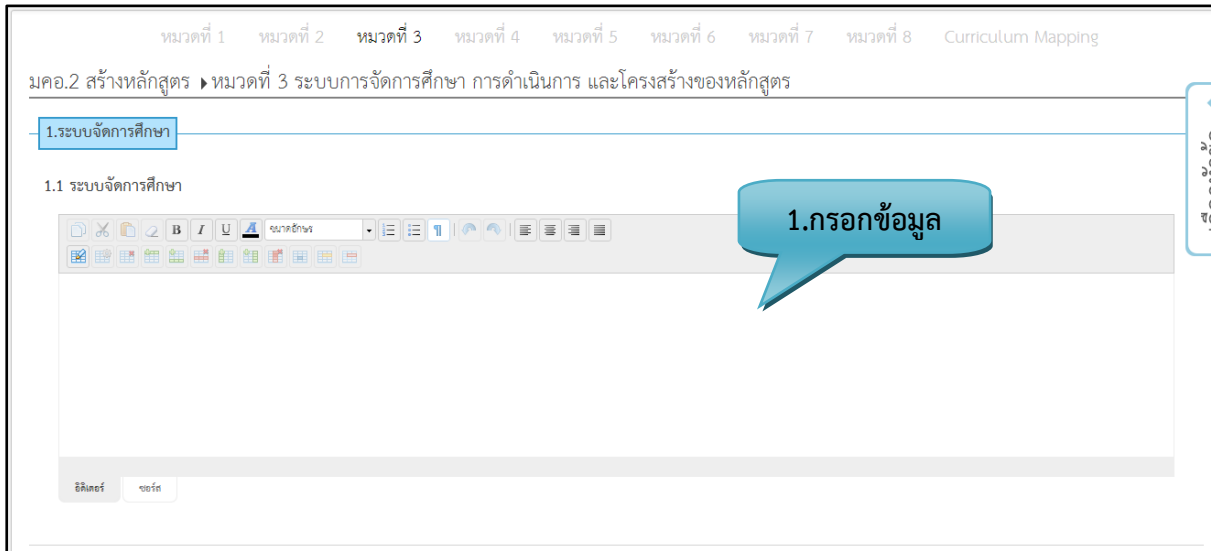 หมวดที่ 1 หมวดที่ 2 หมวดที่ 3 หมวดที่ 4 หมวดที่ 5 หมวดที่ 6 หมวดที่ 7 หมวดที่ 8 Curriculum Mapping
มคอ.2 สร้างหลักสูตร ▸หมวดที่ 3 ระบบการจัดการศึกษา การดำเนินการ และโครงสร้างของหลักสูตร
1.ระบบจัดการศึกษา
1.1 ระบบจัดการศึกษา
1.กรอกข้อมูล
B I U A ขนาดอักษร
อิดิเตอร์ ซอร์ส